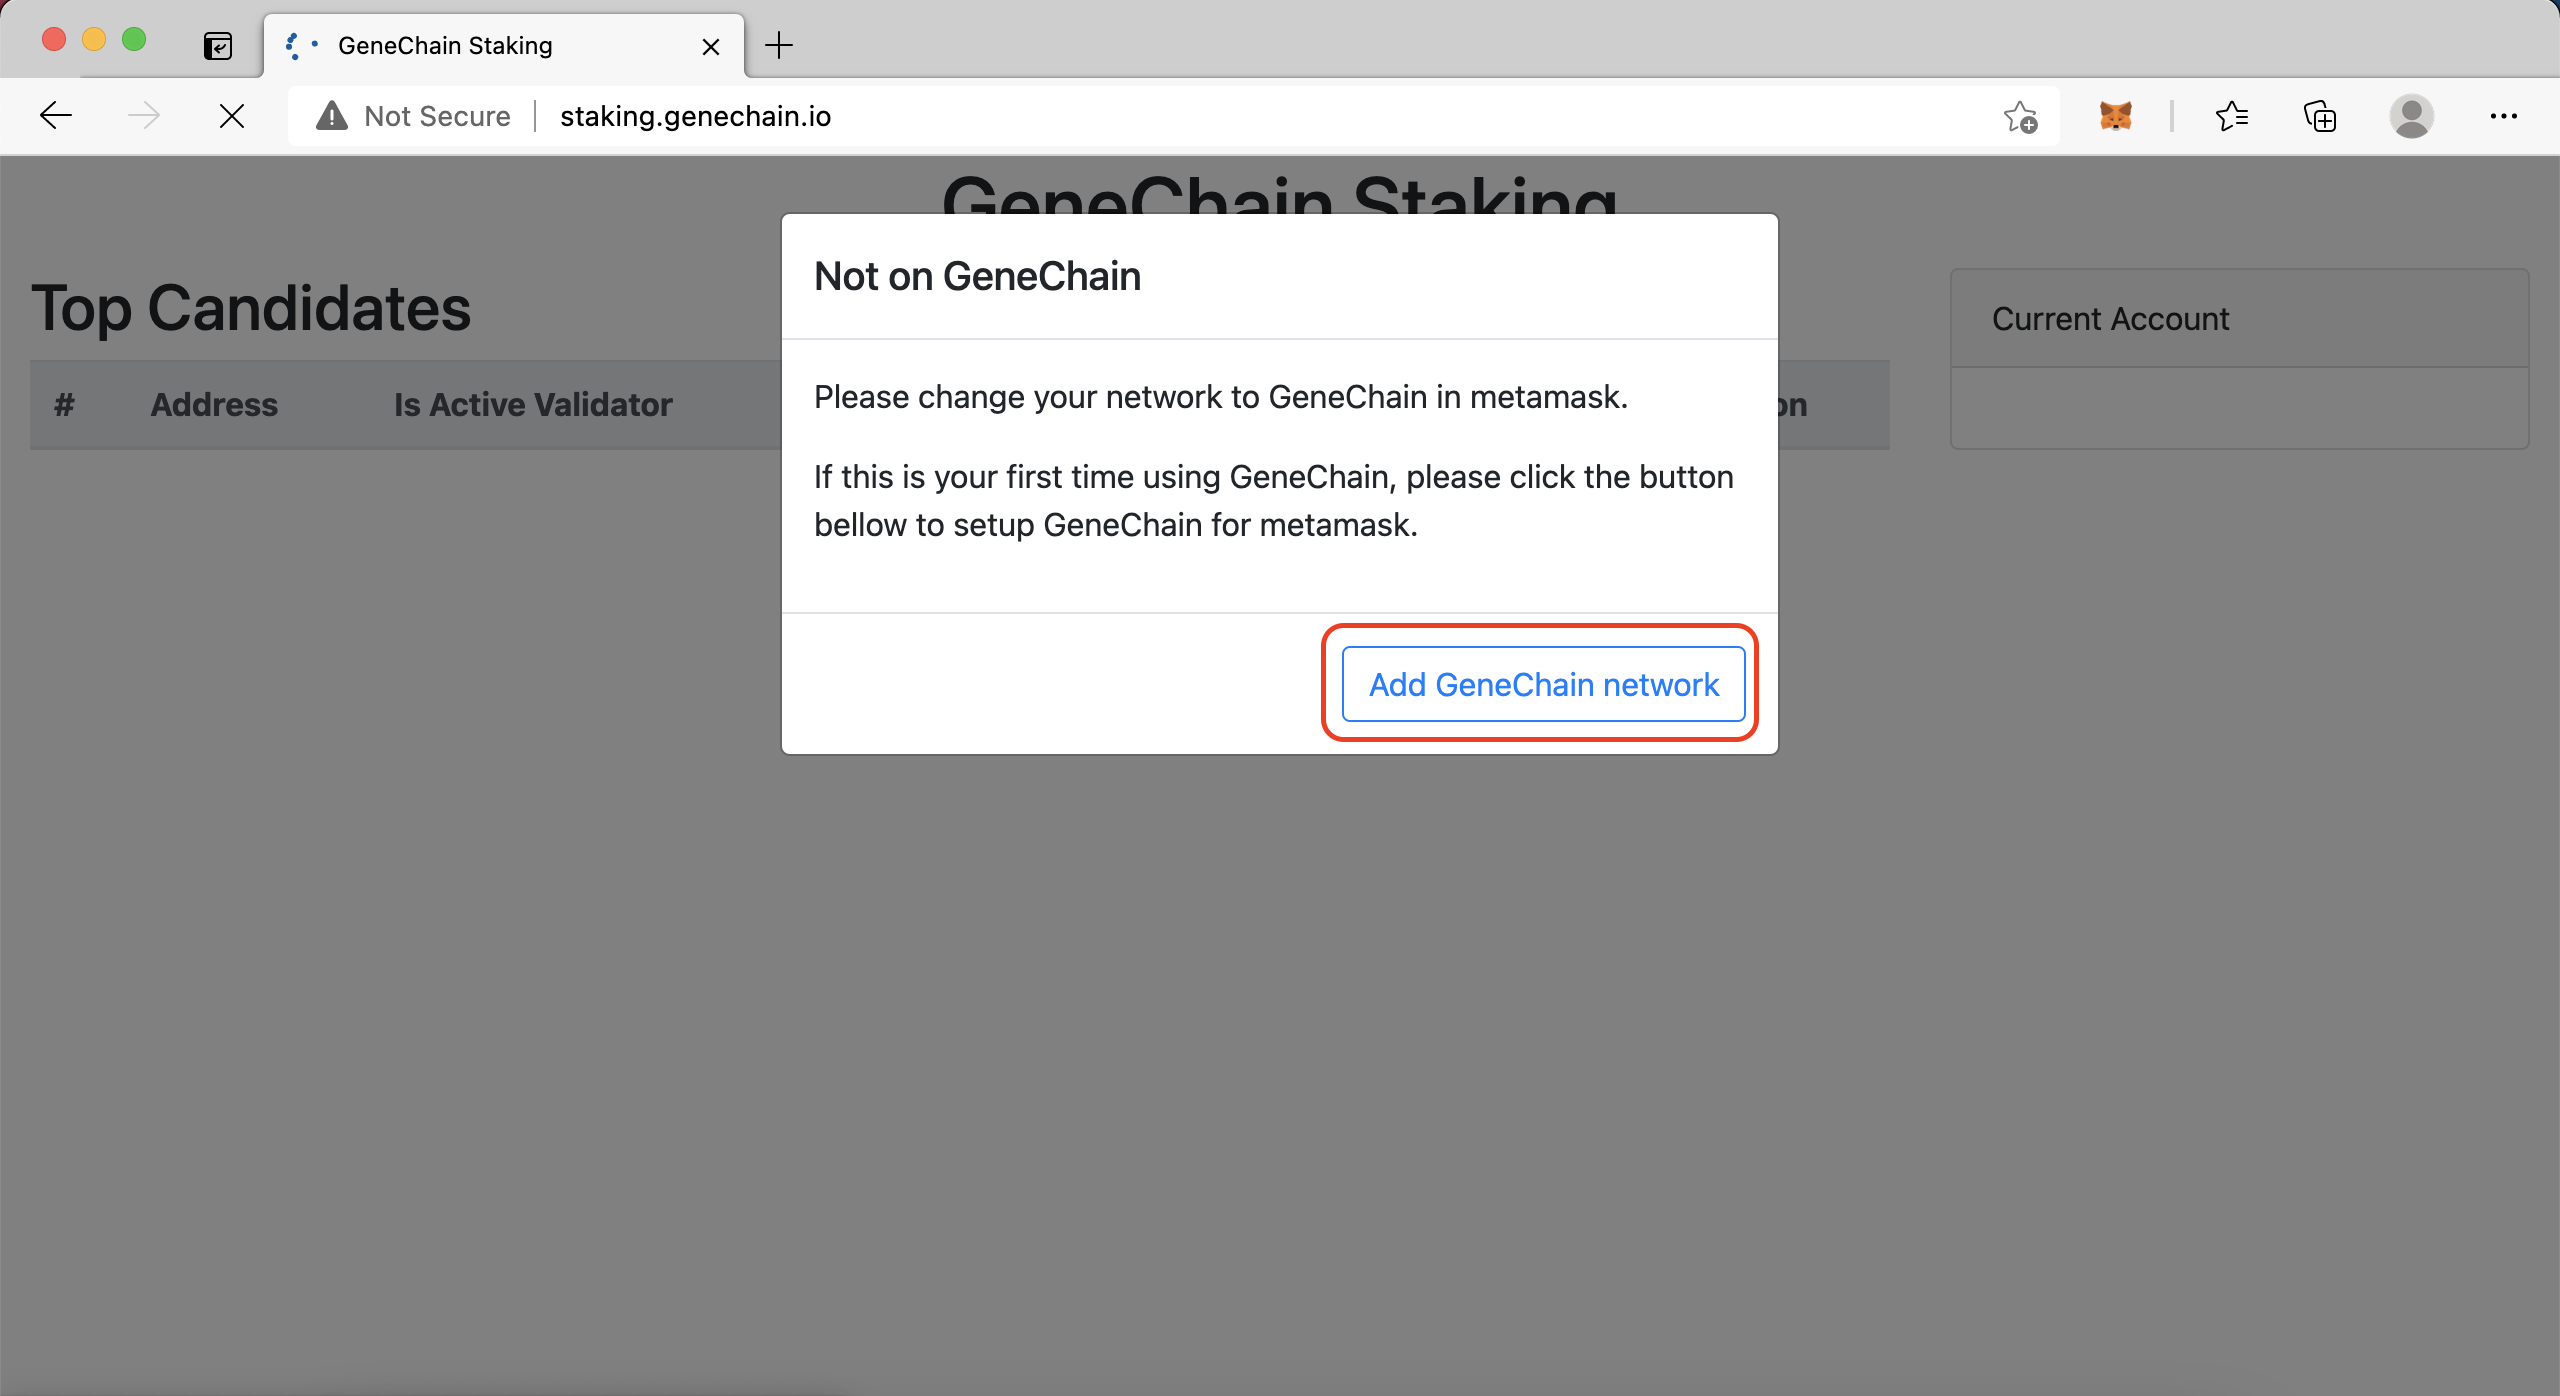 GeneChain Staking
Not Secure | staking.genechain.io
GeneChain Staking
Not on GeneChain
Top Candidates
Current Account
# Address Is Active Validator
Please change your network to GeneChain in metamask.
If this is your first time using GeneChain, please click the button
bellow to setup GeneChain for metamask.
Add GeneChain network